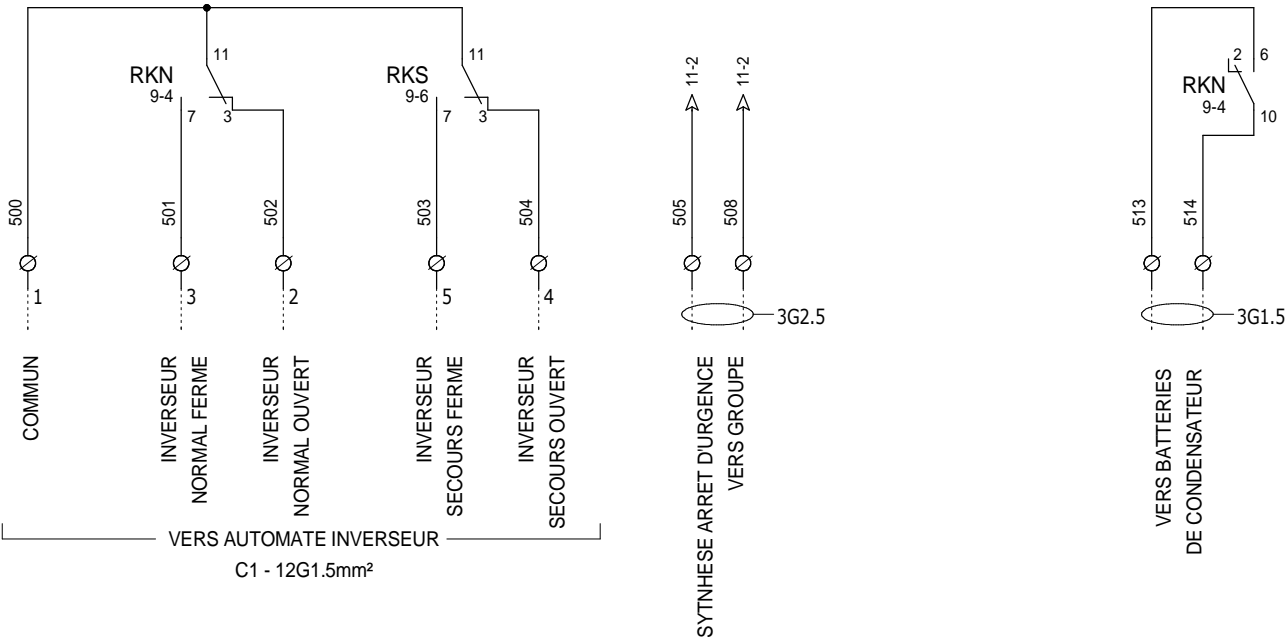 11
RKN
9-4
7
3
11
RKS
9-6
7
3
11-2
11-2
2
6
RKN
9-4
10
500
501
502
503
504
505
508
513
514
1
3
2
5
4
3G2.5
3G1.5
COMMUN
INVERSEUR
NORMAL FERME
INVERSEUR
NORMAL OUVERT
INVERSEUR
SECOURS FERME
INVERSEUR
SECOURS OUVERT
SYTNHESE ARRET D'URGENCE
VERS GROUPE
VERS BATTERIES
DE CONDENSATEUR
VERS AUTOMATE INVERSEUR
C1 - 12G1.5mm²